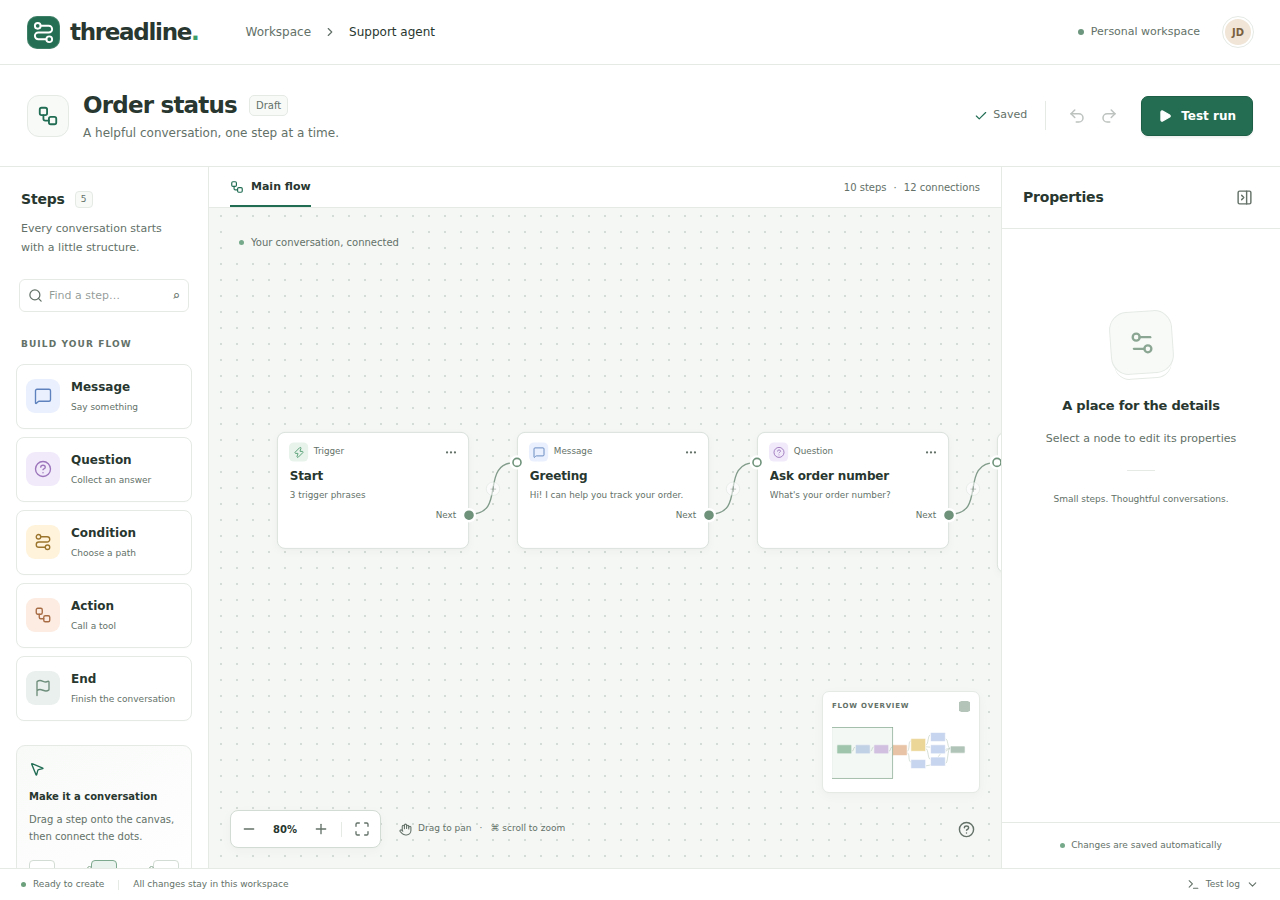 threadline.
Workspace
Support agent
Personal workspace
JD
Order status
Draft
A helpful conversation, one step at a time.
Saved
Test run
Steps
5
Every conversation starts
with a little structure.
Find a step...
BUILD YOUR FLOW
Message
Say something
Question
Collect an answer
Condition
Choose a path
Action
Call a tool
End
Finish the conversation
Make it a conversation
Drag a step onto the canvas,
then connect the dots.
Main flow
10 steps · 12 connections
Your conversation, connected
Trigger
Start
3 trigger phrases
Next
Message
Greeting
Hi! I can help you track your order.
Next
Question
Ask order number
What's your order number?
Next
FLOW OVERVIEW
80%
Drag to pan · ⌘ scroll to zoom
Properties
A place for the details
Select a node to edit its properties
Small steps. Thoughtful conversations.
Changes are saved automatically
Ready to create
All changes stay in this workspace
Test log